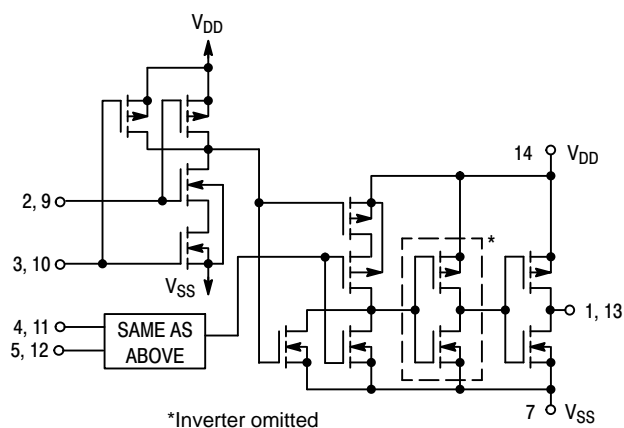 VDD
14
VDD
2, 9
*
3, 10
VSS
1, 13
4, 11
SAME AS
5, 12
ABOVE
7
VSS
*Inverter omitted